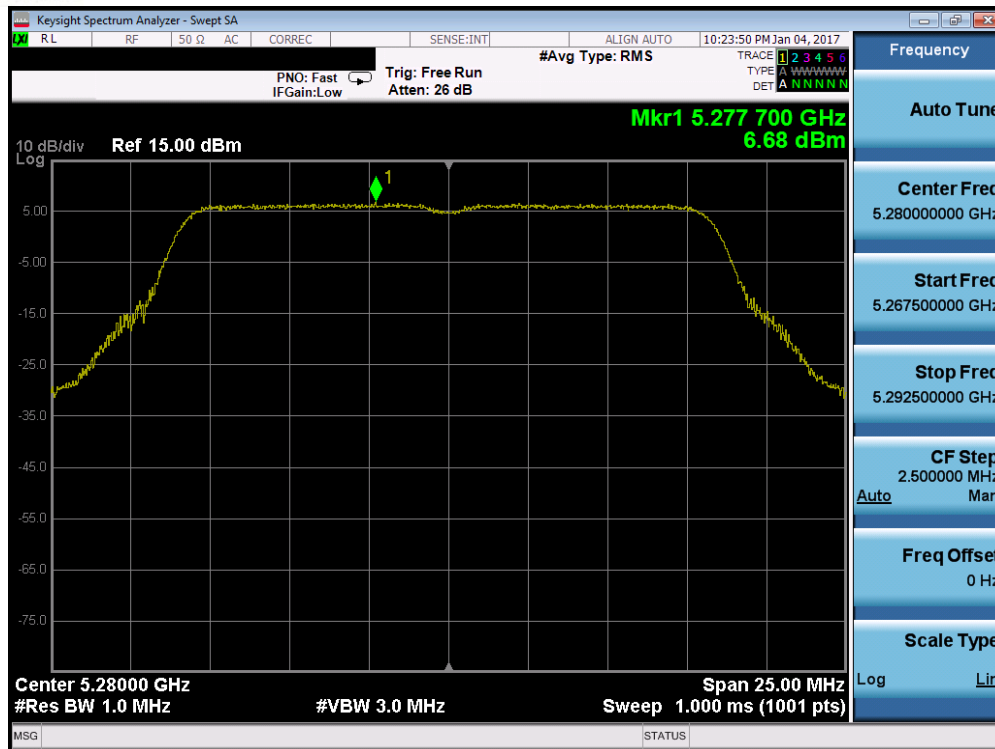 Keysight Spectrum Analyzer - Swept SA
LXI RL RF 50 Ω AC CORREC SENSE:INT ALIGN AUTO 10:23:50 PM Jan 04, 2017
#Avg Type: RMS
TRACE 1 2 3 4 5 6
TYPE A WWWWW
DET A N N N N N
PNO: Fast
IFGain:Low
Trig: Free Run
Atten: 26 dB
Mkr1 5.277 700 GHz
6.68 dBm
10 dB/div Ref 15.00 dBm
Log
1
5.00
-5.00
-15.0
-25.0
-35.0
-45.0
-55.0
-65.0
-75.0
Center 5.28000 GHz Span 25.00 MHz
#Res BW 1.0 MHz #VBW 3.0 MHz Sweep 1.000 ms (1001 pts)
MSG STATUS
Frequency
Auto Tune
Center Freq
5.280000000 GHz
Start Freq
5.267500000 GHz
Stop Freq
5.292500000 GHz
CF Step
2.500000 MHz
Auto Man
Freq Offset
0 Hz
Scale Type
Log Lin